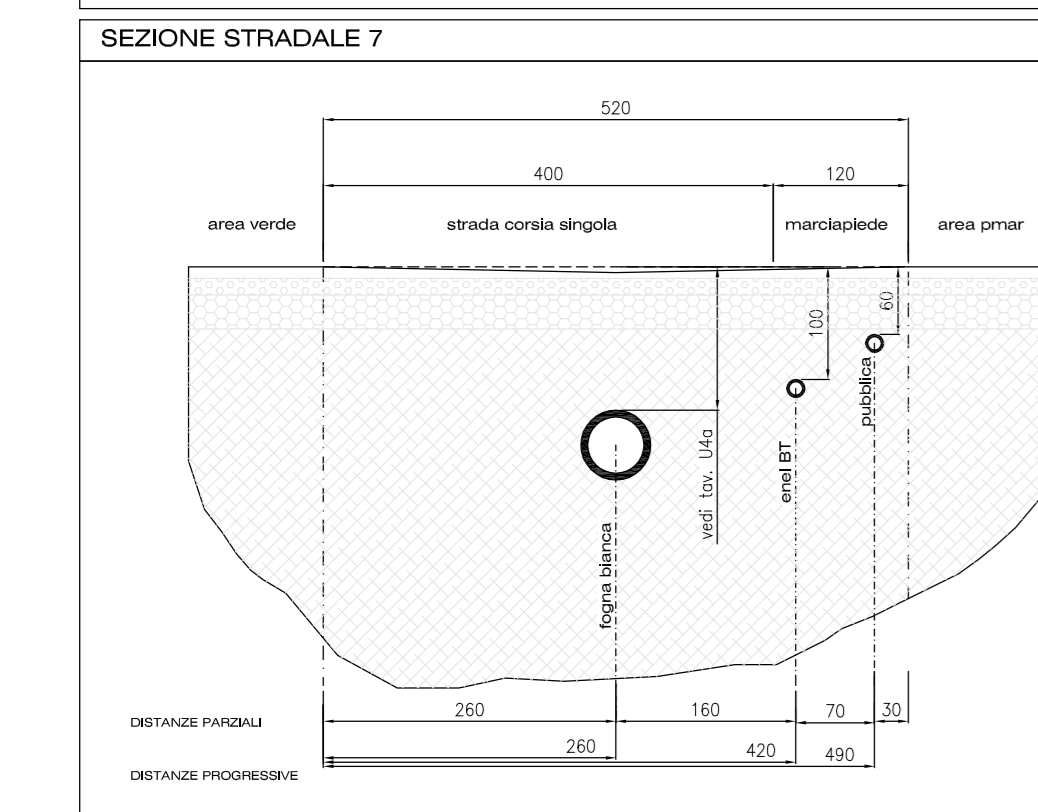 SEZIONE STRADALE 7
520
400
120
area verde
strada corsia singola
marciapiede
area pmar
100
60
pubblica
enel BT
vedi tav. U4a
fogna bianca
DISTANZE PARZIALI
260
160
70
30
260
420
490
DISTANZE PROGRESSIVE